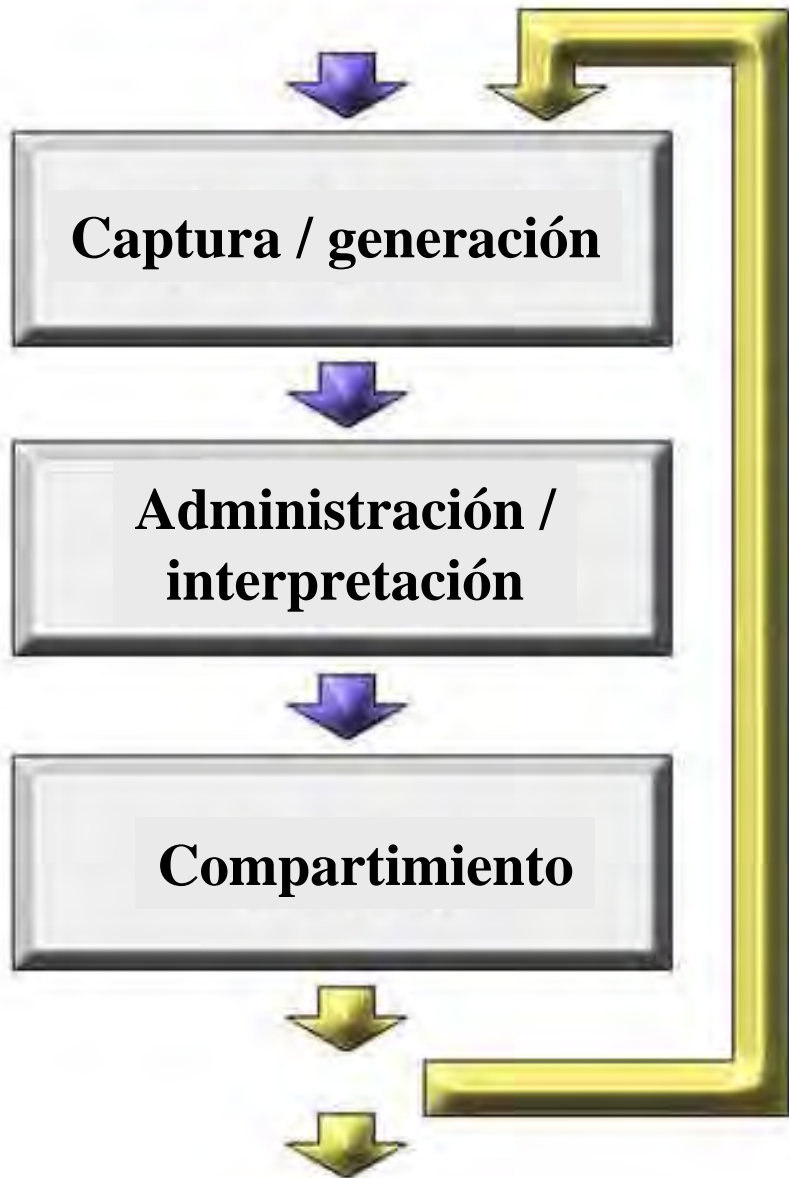 Captura / generación
Administración /
interpretación
Compartimiento